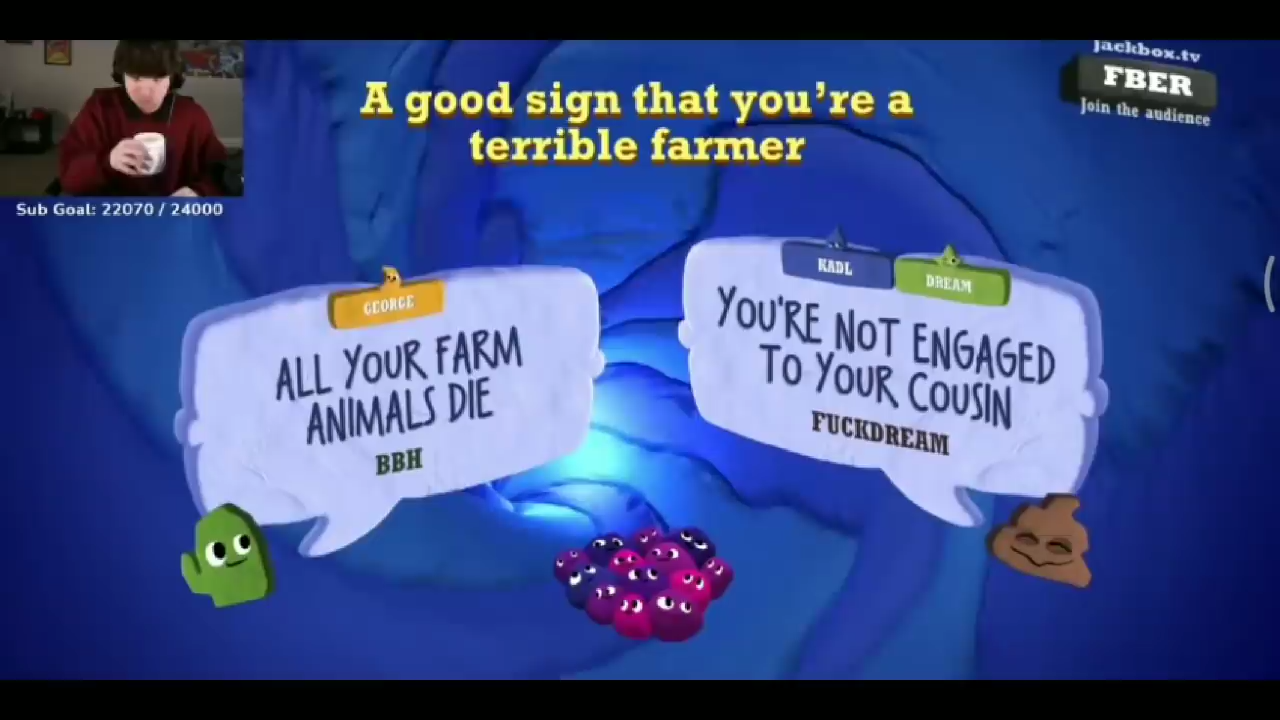 jackbox.tv
FBER
Join the audience
A good sign that you're a
terrible farmer
Sub Goal: 22070 / 24000
GEORGE
ALL YOUR FARM
ANIMALS DIE
BBH
KADL
DREAM
YOU'RE NOT ENGAGED
TO YOUR COUSIN
FUCKDREAM